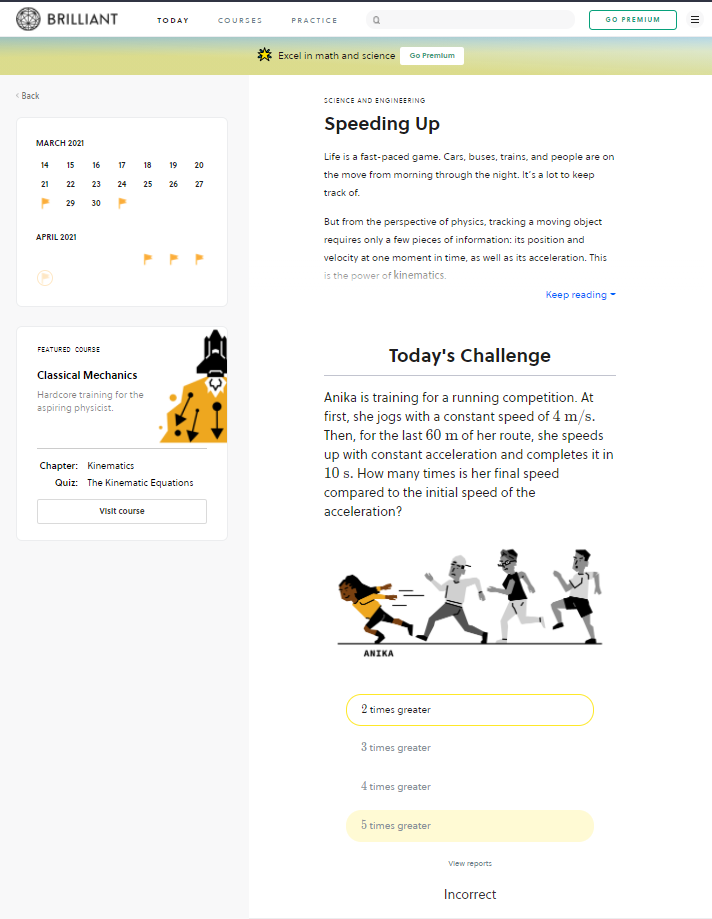 BRILLIANT TODAY COURSES PRACTICE GO PREMIUM
Excel in math and science Go Premium
Back
MARCH 2021
14 15 16 17 18 19 20
21 22 23 24 25 26 27
29 30
APRIL 2021
FEATURED COURSE
Classical Mechanics
Hardcore training for the
aspiring physicist.
Chapter: Kinematics
Quiz: The Kinematic Equations
Visit course
SCIENCE AND ENGINEERING
Speeding Up
Life is a fast-paced game. Cars, buses, trains, and people are on
the move from morning through the night. It's a lot to keep
track of.
But from the perspective of physics, tracking a moving object
requires only a few pieces of information: its position and
velocity at one moment in time, as well as its acceleration. This
is the power of kinematics.
Keep reading
Today's Challenge
Anika is training for a running competition. At
first, she jogs with a constant speed of 4 m/s.
Then, for the last 60 m of her route, she speeds
up with constant acceleration and completes it in
10 s. How many times is her final speed
compared to the initial speed of the
acceleration?
ANIKA
2 times greater
3 times greater
4 times greater
5 times greater
View reports
Incorrect